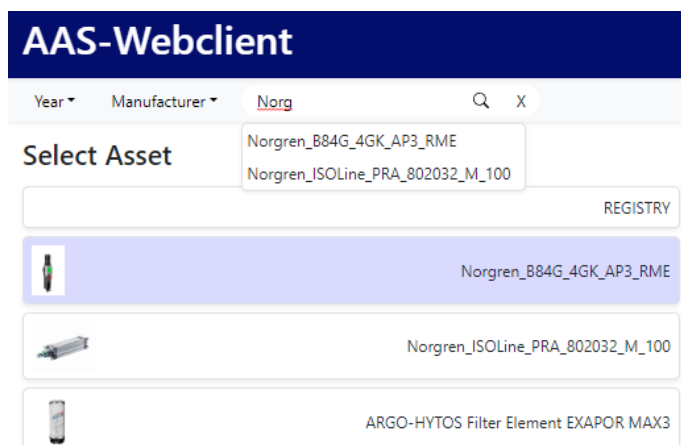 AAS-Webclient
Year Manufacturer Norg X
Norgren_B84G_4GK_AP3_RME
Select Asset
Norgren_ISOLine_PRA_802032_M_100
REGISTRY
Norgren_B84G_4GK_AP3_RME
Norgren_ISOLine_PRA_802032_M_100
ARGO-HYTOS Filter Element EXAPOR MAX3